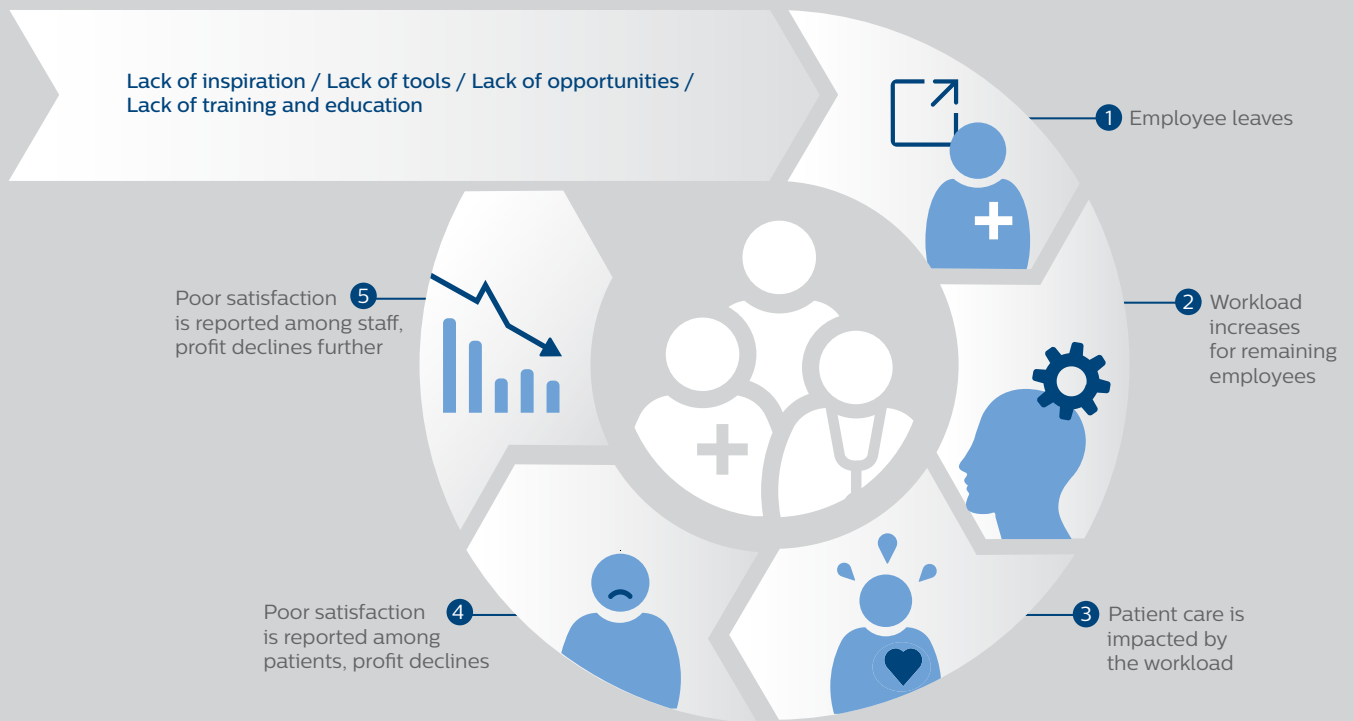 Lack of inspiration / Lack of tools / Lack of opportunities /
Lack of training and education
1 Employee leaves
2 Workload
increases
for remaining
employees
3 Patient care is
impacted by
the workload
4 Poor satisfaction
is reported among
patients, profit declines
5 Poor satisfaction
is reported among staff,
profit declines further